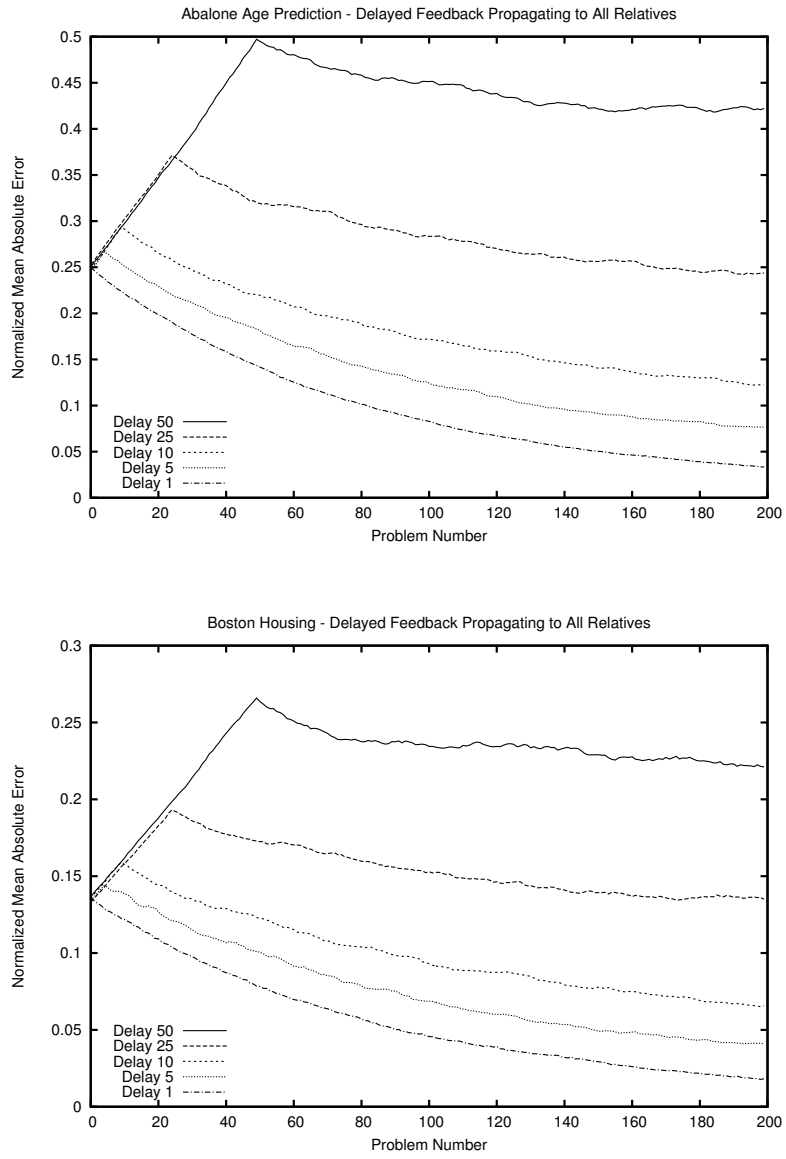 Abalone Age Prediction - Delayed Feedback Propagating to All Relatives
0.5
0.45
0.4
0.35
0.3
0.25
0.2
0.15
0.1
0.05
0
Normalized Mean Absolute Error
Delay 50
Delay 25
Delay 10
Delay 5
Delay 1
0 20 40 60 80 100 120 140 160 180 200
Problem Number
Boston Housing - Delayed Feedback Propagating to All Relatives
0.3
0.25
0.2
0.15
0.1
0.05
0
Normalized Mean Absolute Error
Delay 50
Delay 25
Delay 10
Delay 5
Delay 1
0 20 40 60 80 100 120 140 160 180 200
Problem Number